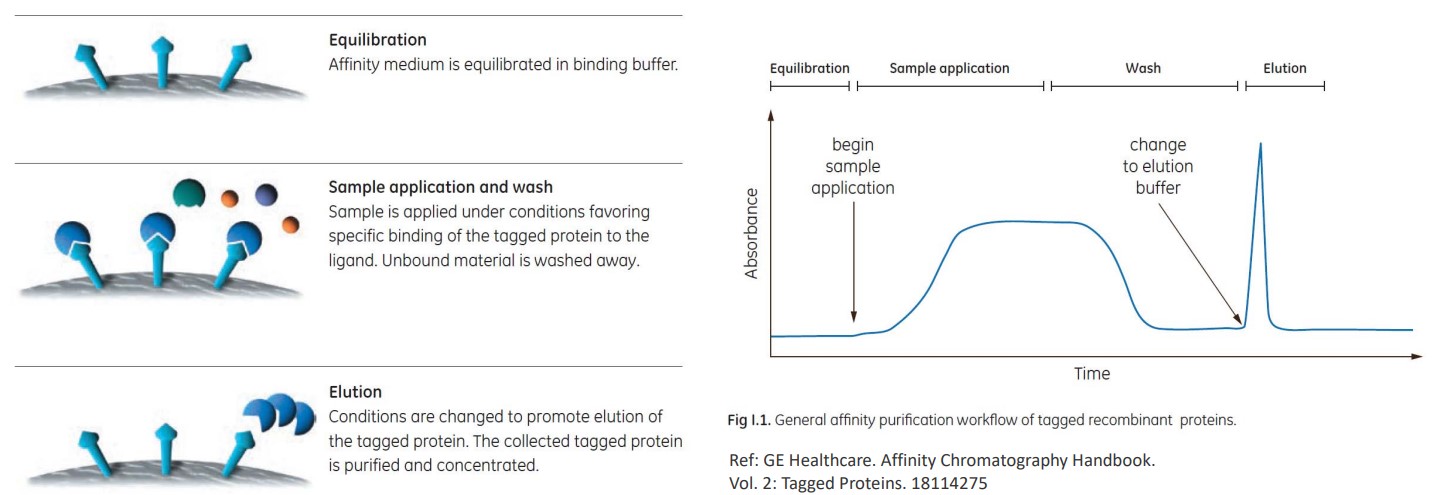 Equilibration
Affinity medium is equilibrated in binding buffer.
Sample application and wash
Sample is applied under conditions favoring
specific binding of the tagged protein to the
ligand. Unbound material is washed away.
Elution
Conditions are changed to promote elution of
the tagged protein. The collected tagged protein
is purified and concentrated.
Equilibration
Sample application
Wash
Elution
begin
sample
application
change
to elution
buffer
Absorbance
Time
Fig I.1. General affinity purification workflow of tagged recombinant proteins.
Ref: GE Healthcare. Affinity Chromatography Handbook.
Vol. 2: Tagged Proteins. 18114275